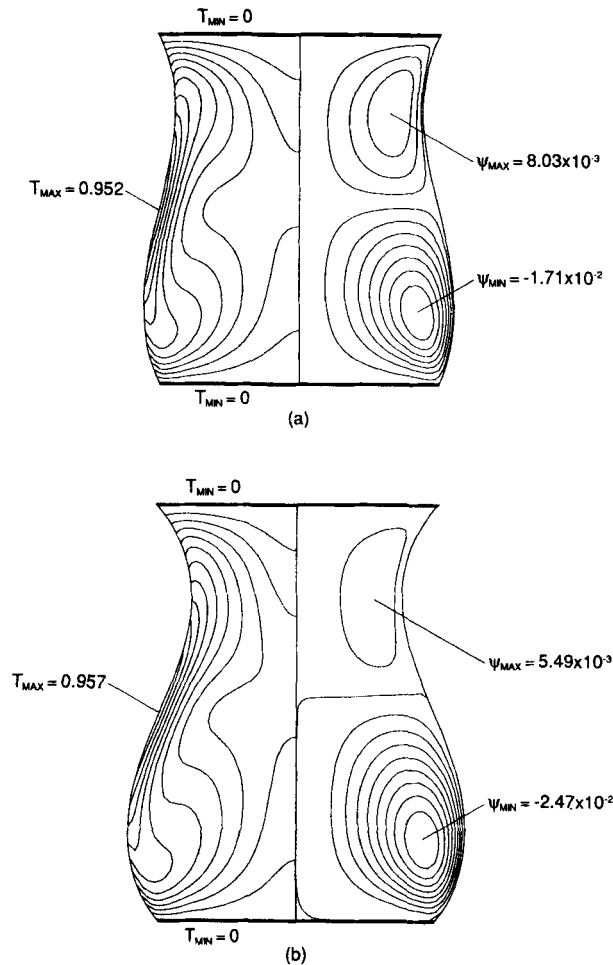 T_MIN = 0
ψ_MAX = 8.03x10⁻³
T_MAX = 0.952
ψ_MIN = -1.71x10⁻²
T_MIN = 0
(a)
T_MIN = 0
ψ_MAX = 5.49x10⁻³
T_MAX = 0.957
ψ_MIN = -2.47x10⁻²
T_MIN = 0
(b)